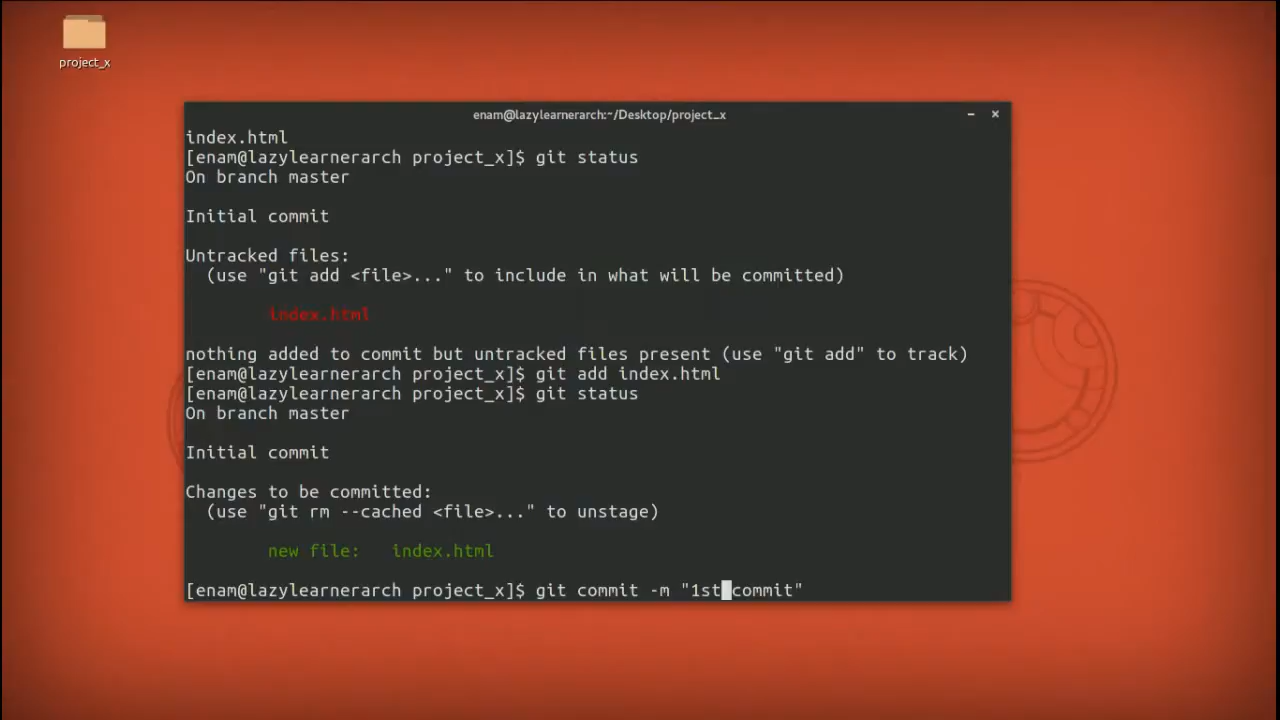 project_x
enam@lazylearnerarch:~/Desktop/project_x
index.html
[enam@lazylearnerarch project_x]$ git status
On branch master
Initial commit
Untracked files:
(use "git add <file>..." to include in what will be committed)
index.html
nothing added to commit but untracked files present (use "git add" to track)
[enam@lazylearnerarch project_x]$ git add index.html
[enam@lazylearnerarch project_x]$ git status
On branch master
Initial commit
Changes to be committed:
(use "git rm --cached <file>..." to unstage)
new file:   index.html
[enam@lazylearnerarch project_x]$ git commit -m "1st commit"